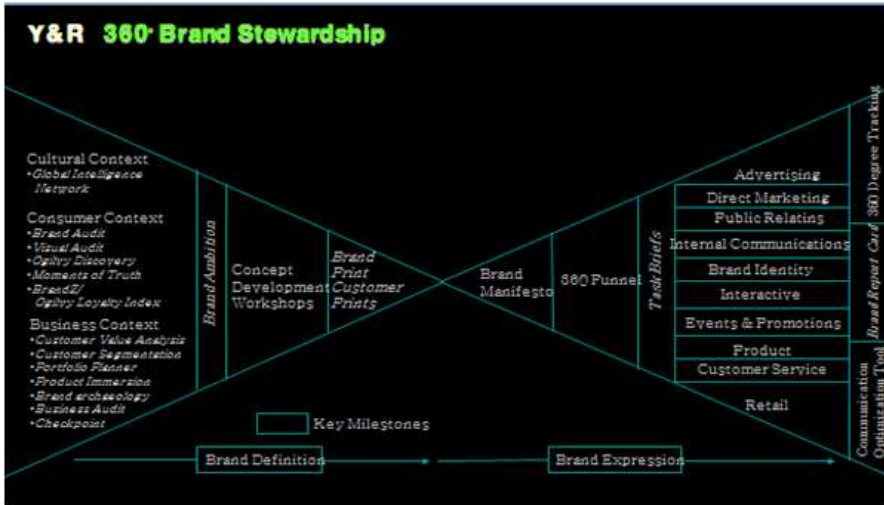 Y&R 360° Brand Stewardship
Cultural Context
•Global Intelligence
Network
Consumer Context
•Brand Audit
•Visual Audit
•Ogilvy Discovery
•Moments of Truth
•BrandZ/
Ogilvy Loyalty Index
Business Context
•Customer Value Analysis
•Customer Segmentation
•Portfolio Planner
•Product Immersion
•Brand archaeology
•Business Audit
•Checkpoint
Brand Ambition
Concept
Development
Workshops
Brand
Print
Customer
Prints
Brand
Manifesto
360 Funnel
Task Briefs
Advertising
Direct Marketing
Public Relatins
Internal Communications
Brand Identity
Interactive
Events & Promotions
Product
Customer Service
Retail
360 Degree Tracking
Brand Report Card
Communication
Optimization Tool
Key Milestones
Brand Definition
Brand Expression